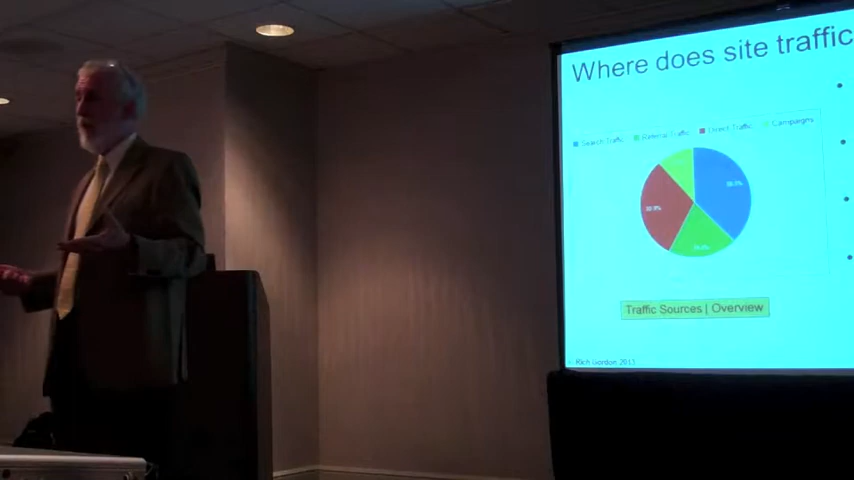 Where does site traffic
Search Traffic Referral Traffic Direct Traffic Campaigns
Traffic Sources | Overview
Rich Gordon 2013